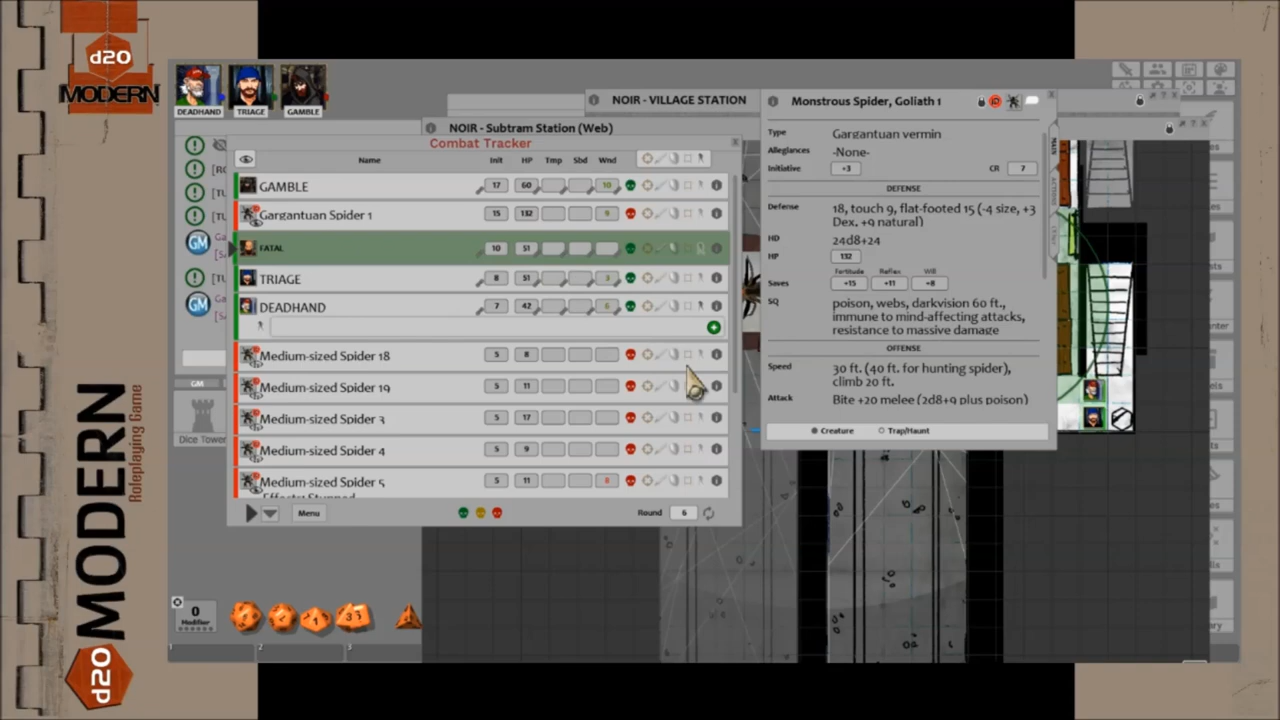 d20
MODERN
d20 MODERN
Roleplaying Game
DEADHAND
TRIAGE
GAMBLE
NOIR - VILLAGE STATION
NOIR - Subtram Station (Web)
Combat Tracker
Name Init HP Tmp Sbd Wnd
GAMBLE 17 60 10
Gargantuan Spider 1 15 132 9
FATAL 10 51
TRIAGE 8 51 3
DEADHAND 7 42 6
Medium-sized Spider 18 5 8
Medium-sized Spider 19 5 11
Medium-sized Spider 3 5 17
Medium-sized Spider 4 5 9
Medium-sized Spider 5 5 11 8
Effects: Stunned
Menu
Round 6
GM
GM
GM
Dice Tower
0
Modifier
1 2 3
Monstrous Spider, Goliath 1
Type Gargantuan vermin
Allegiances -None-
Initiative +3 CR 7
DEFENSE
Defense 18, touch 9, flat-footed 15 (-4 size, +3
Dex, +9 natural)
HD 24d8+24
HP 132
Fortitude Reflex Will
Saves +15 +11 +8
SQ poison, webs, darkvision 60 ft.,
immune to mind-affecting attacks,
resistance to massive damage
OFFENSE
Speed 30 ft. (40 ft. for hunting spider),
climb 20 ft.
Attack Bite +20 melee (2d8+9 plus poison)
Creature Trap/Haunt
MAIN